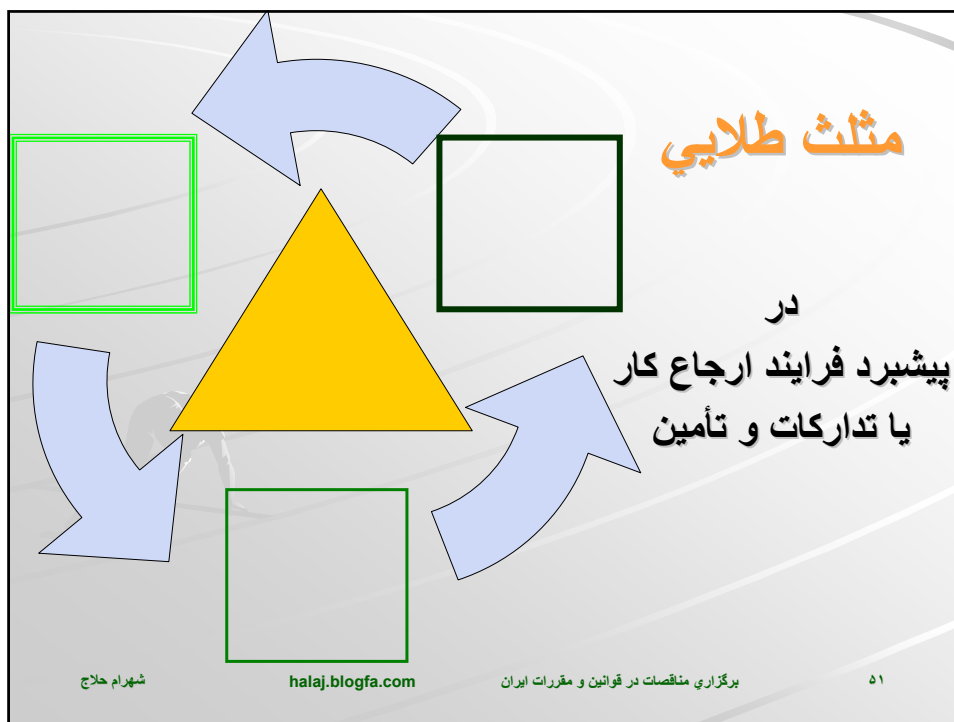 مثلث طلايي
در
پيشبرد فرايند ارجاع كار
يا تداركات و تأمين
۵۱
برگزاري مناقصات در قوانين و مقررات ايران
halaj.blogfa.com
شهرام حلاج